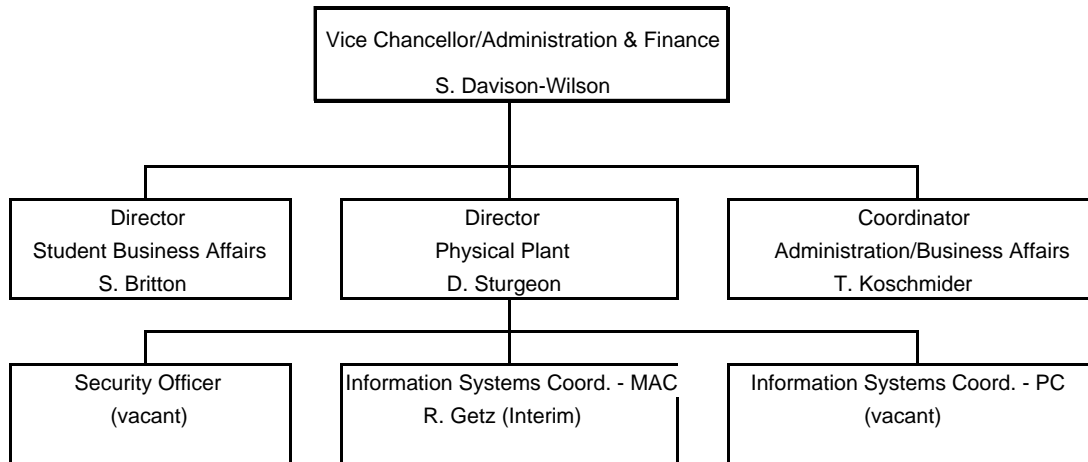 Vice Chancellor/Administration & Finance
S. Davison-Wilson
Director
Student Business Affairs
S. Britton
Director
Physical Plant
D. Sturgeon
Coordinator
Administration/Business Affairs
T. Koschmider
Security Officer
(vacant)
Information Systems Coord. - MAC
R. Getz (Interim)
Information Systems Coord. - PC
(vacant)